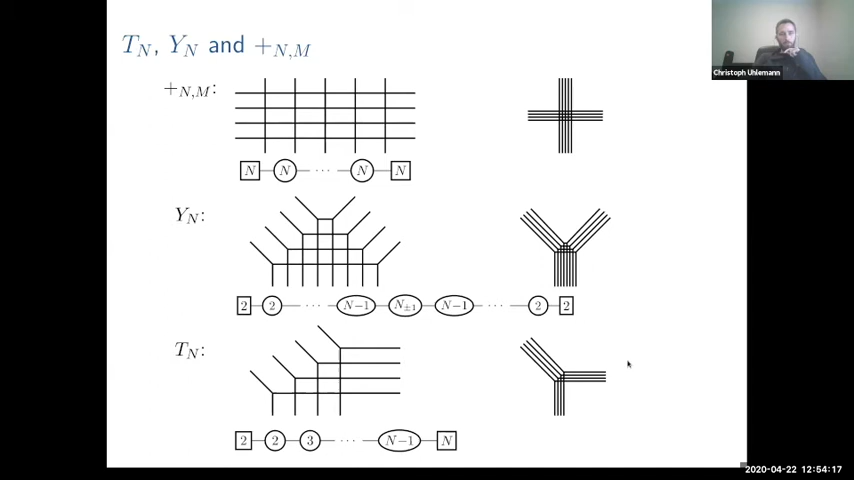 T_N, Y_N and +_{N,M}
Christoph Uhlemann
+_{N,M}:
N N ··· N N
Y_N:
2 2 ··· N−1 N_{±1} N−1 ··· 2 2
T_N:
2 2 3 ··· N−1 N
2020-04-22 12:54:17